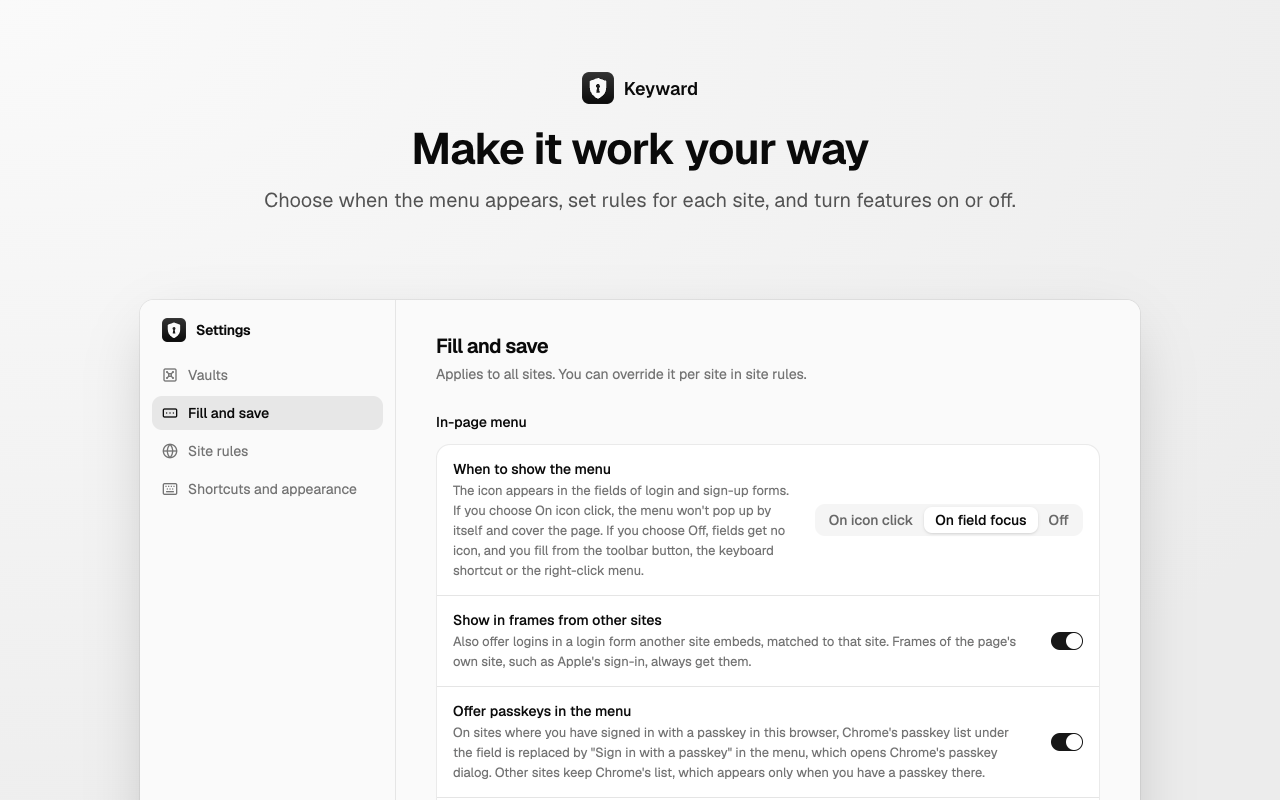 Keyward
Make it work your way
Choose when the menu appears, set rules for each site, and turn features on or off.
Settings
Vaults
Fill and save
Site rules
Shortcuts and appearance
Fill and save
Applies to all sites. You can override it per site in site rules.
In-page menu
When to show the menu
The icon appears in the fields of login and sign-up forms.
If you choose On icon click, the menu won't pop up by
itself and cover the page. If you choose Off, fields get no
icon, and you fill from the toolbar button, the keyboard
shortcut or the right-click menu.
On icon click
On field focus
Off
Show in frames from other sites
Also offer logins in a login form another site embeds, matched to that site. Frames of the page's
own site, such as Apple's sign-in, always get them.
Offer passkeys in the menu
On sites where you have signed in with a passkey in this browser, Chrome's passkey list under
the field is replaced by "Sign in with a passkey" in the menu, which opens Chrome's passkey
dialog. Other sites keep Chrome's list, which appears only when you have a passkey there.